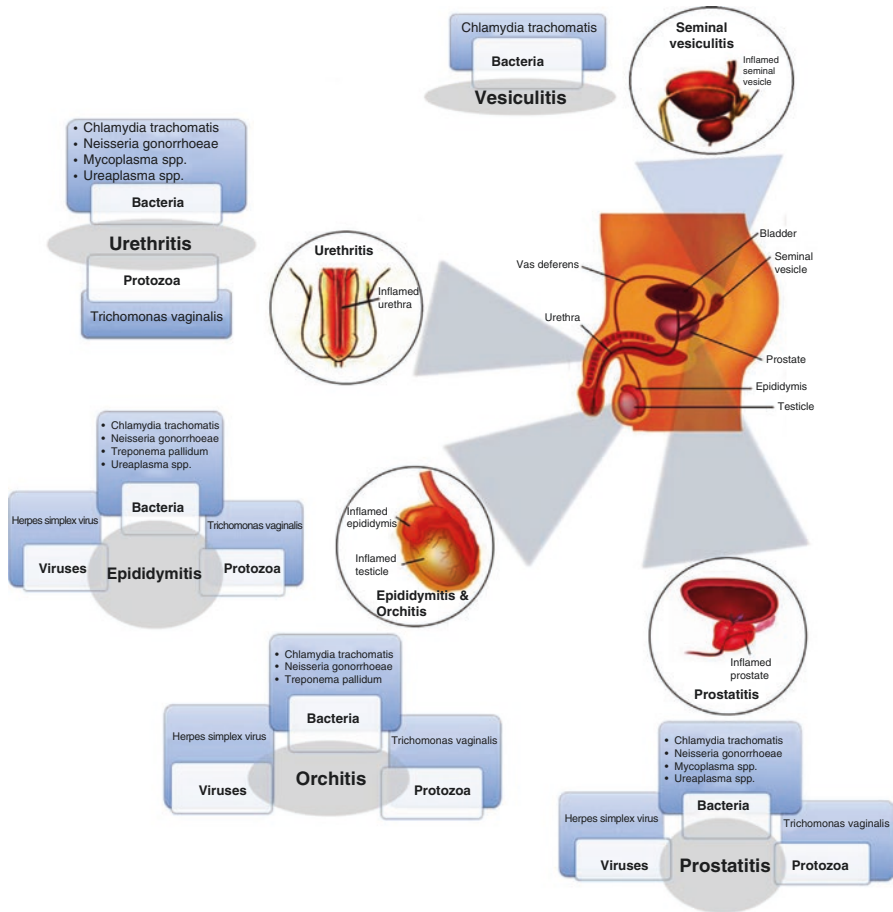 Chlamydia trachomatis
Bacteria
Vesiculitis
Seminal
vesiculitis
Inflamed
seminal
vesicle
• Chlamydia trachomatis
• Neisseria gonorrhoeae
• Mycoplasma spp.
• Ureaplasma spp.
Bacteria
Urethritis
Protozoa
Trichomonas vaginalis
Urethritis
Inflamed
urethra
Bladder
Vas deferens
Seminal
vesicle
Urethra
Prostate
Epididymis
Testicle
• Chlamydia trachomatis
• Neisseria gonorrhoeae
• Treponema pallidum
• Ureaplasma spp.
Bacteria
Herpes simplex virus
Trichomonas vaginalis
Viruses
Epididymitis
Protozoa
Inflamed
epididymis
Inflamed
testicle
Epididymitis &
Orchitis
Inflamed
prostate
Prostatitis
• Chlamydia trachomatis
• Neisseria gonorrhoeae
• Treponema pallidum
Bacteria
Herpes simplex virus
Trichomonas vaginalis
Viruses
Orchitis
Protozoa
• Chlamydia trachomatis
• Neisseria gonorrhoeae
• Mycoplasma spp.
• Ureaplasma spp.
Bacteria
Herpes simplex virus
Trichomonas vaginalis
Viruses
Prostatitis
Protozoa